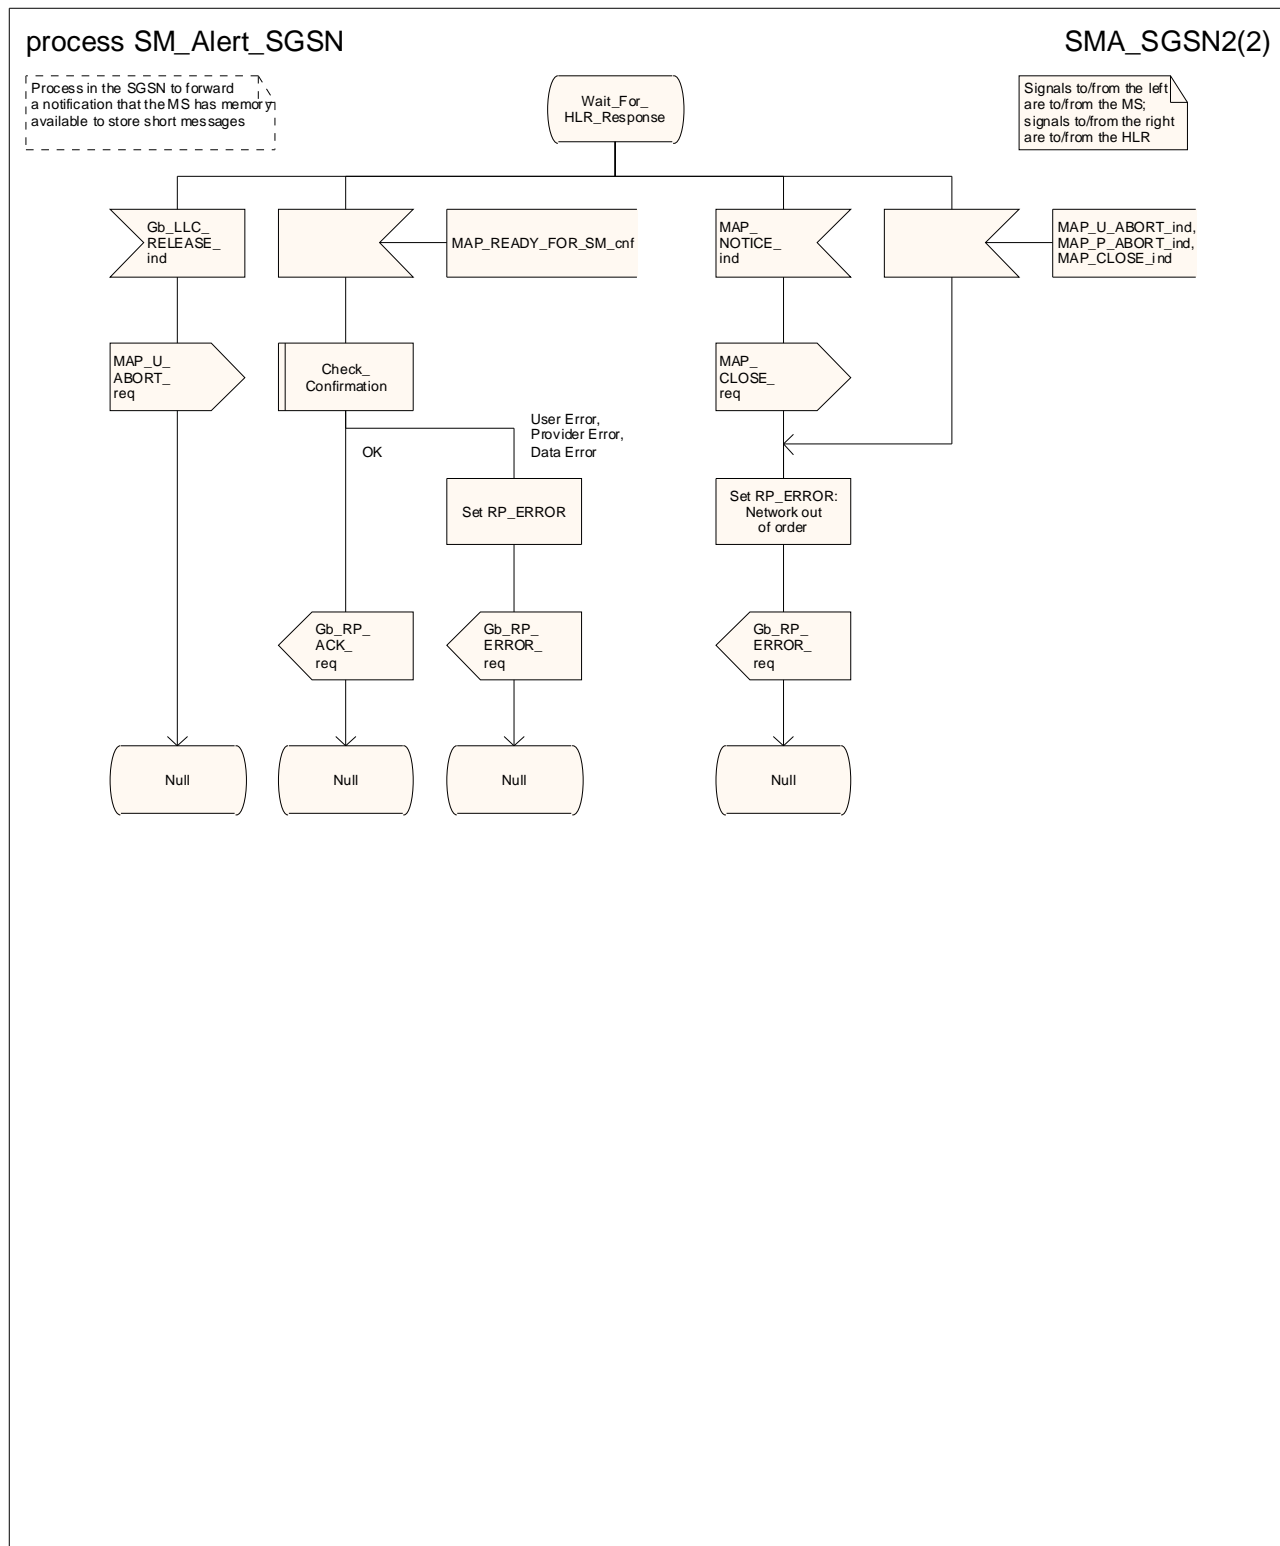 process SM_Alert_SGSN
SMA_SGSN2(2)
Process in the SGSN to forward
a notification that the MS has memory
available to store short messages
Wait_For_
HLR_Response
Signals to/from the left
are to/from the MS;
signals to/from the right
are to/from the HLR
Gb_LLC_
RELEASE_
ind
MAP_READY_FOR_SM_cnf
MAP_
NOTICE_
ind
MAP_U_ABORT_ind,
MAP_P_ABORT_ind,
MAP_CLOSE_ind
MAP_U_
ABORT_
req
Check_
Confirmation
MAP_
CLOSE_
req
OK
User Error,
Provider Error,
Data Error
Set RP_ERROR
Set RP_ERROR:
Network out
of order
Gb_RP_
ACK_
req
Gb_RP_
ERROR_
req
Gb_RP_
ERROR_
req
Null
Null
Null
Null